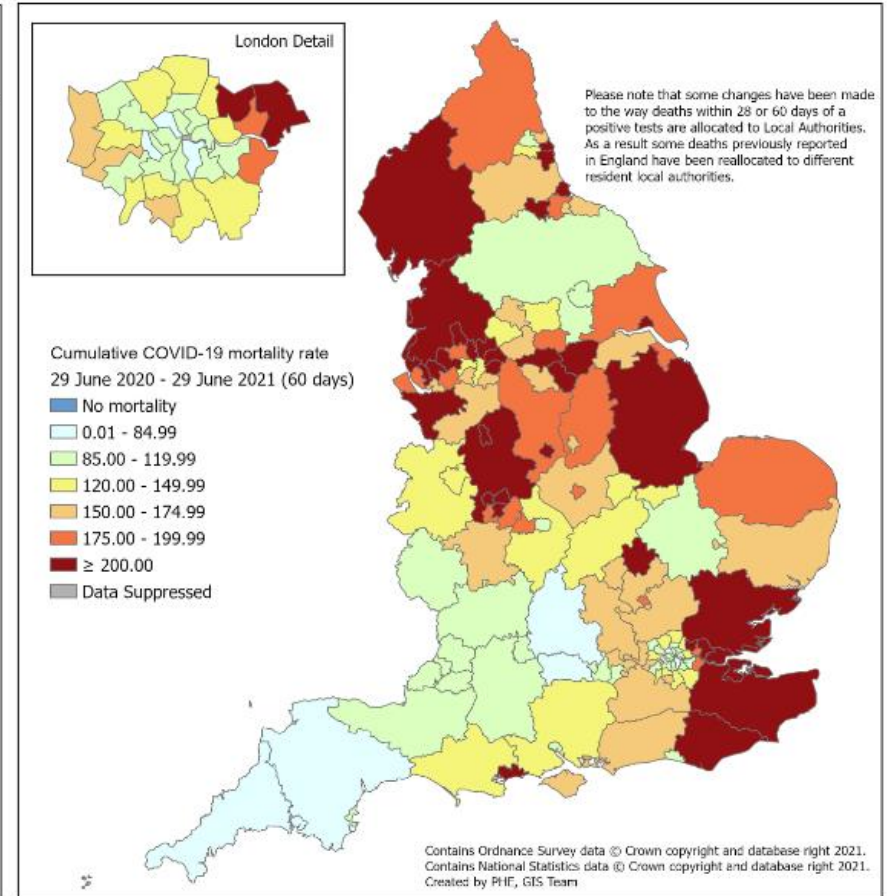 London Detail
Please note that some changes have been made
to the way deaths within 28 or 60 days of a
positive tests are allocated to Local Authorities.
As a result some deaths previously reported
in England have been reallocated to different
resident local authorities.
Cumulative COVID-19 mortality rate
29 June 2020 - 29 June 2021 (60 days)
No mortality
0.01 - 84.99
85.00 - 119.99
120.00 - 149.99
150.00 - 174.99
175.00 - 199.99
≥ 200.00
Data Suppressed
Contains Ordnance Survey data © Crown copyright and database right 2021.
Contains National Statistics data © Crown copyright and database right 2021.
Created by PHE, GIS Team